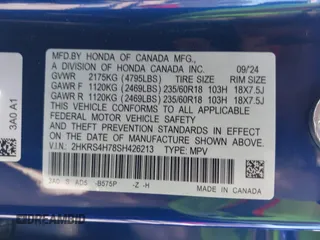 MFD.BY HONDA OF CANADA MFG.,
A DIVISION OF HONDA CANADA INC. 09/24
GVWR 2175KG (4795LBS) TIRE SIZE RIM SIZE
GAWR F 1120KG (2469LBS) 235/60R18 103H 18X7.5J
GAWR R 1120KG (2469LBS) 235/60R18 103H 18X7.5J
THIS VEHICLE CONFORMS TO ALL APPLICABLE
FEDERAL MOTOR VEHICLE SAFETY AND
THEFT PREVENTION STANDARDS IN EFFECT
ON THE DATE OF MANUFACTURE SHOWN ABOVE.
V.I.N.: 2HKRS4H78SH426213 TYPE: MPV
-B575P -Z -H
MADE IN CANADA
3A0 A1